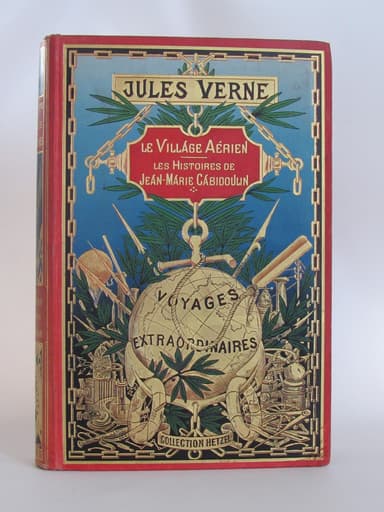 JULES VERNE
LE VILLAGE AÉRIEN
LES HISTOIRES DE
JEAN-MARIE CABIDOULIN
VOYAGES
EXTRAORDINAIRES
COLLECTION HETZEL